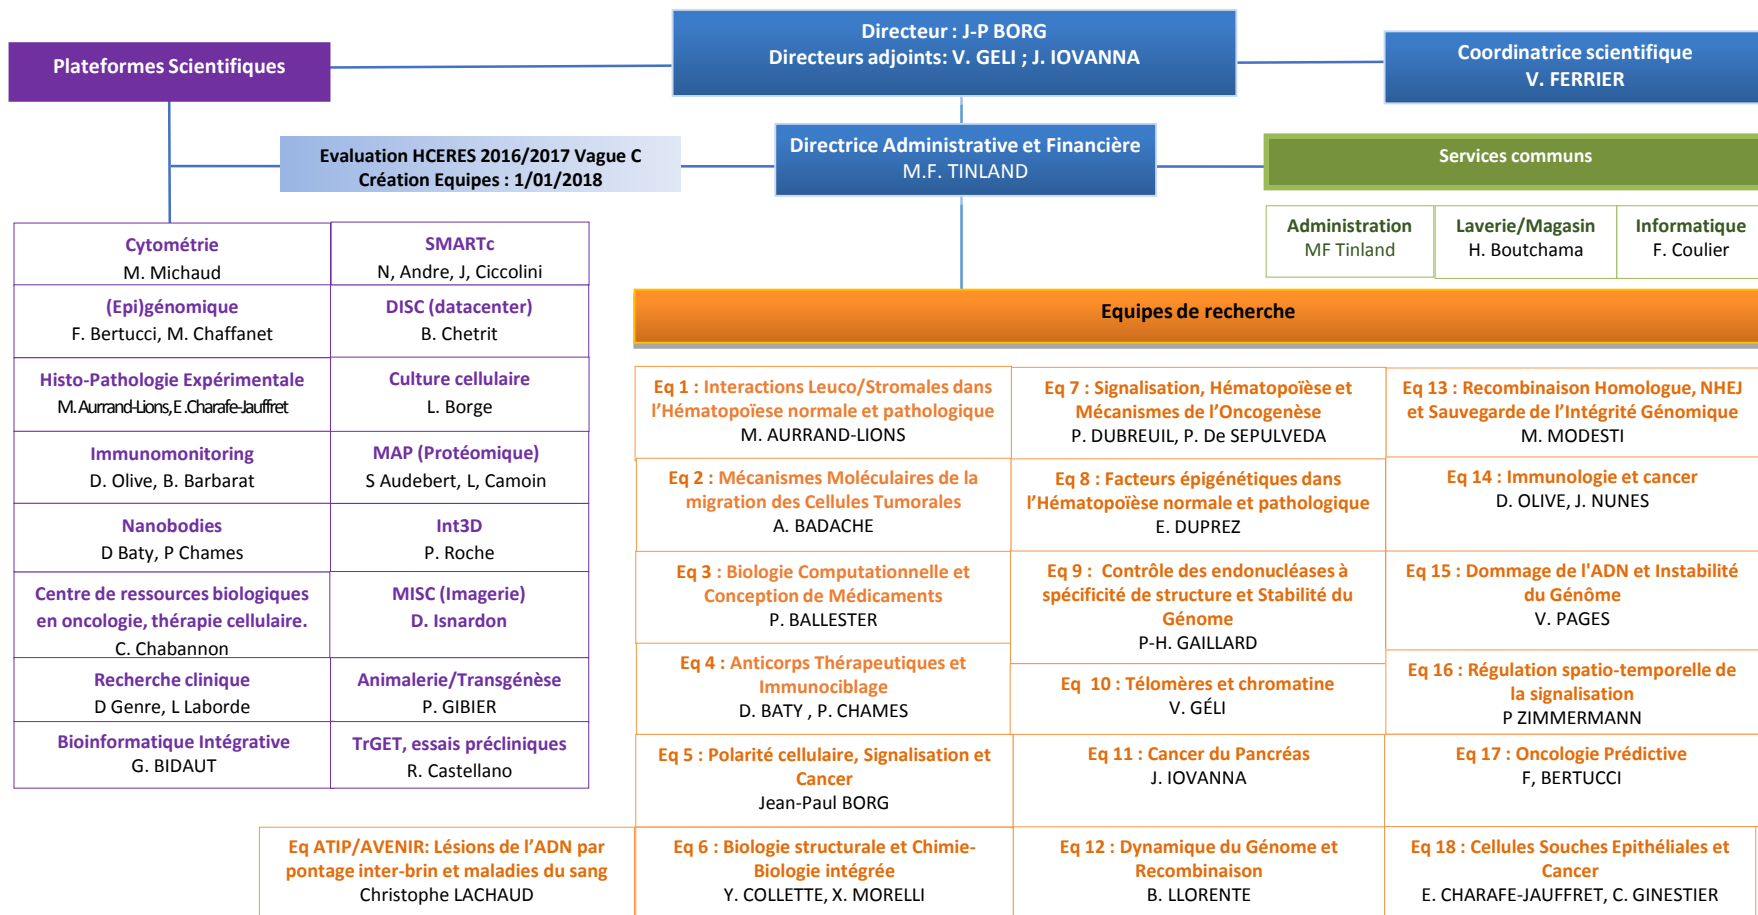 Directeur : J-P BORG
Directeurs adjoints: V. GELI ; J. IOVANNA
Plateformes Scientifiques
Coordinatrice scientifique
V. FERRIER
Evaluation HCERES 2016/2017 Vague C
Création Equipes : 1/01/2018
Directrice Administrative et Financière
M.F. TINLAND
Services communs
Administration
MF Tinland
Laverie/Magasin
H. Boutchama
Informatique
F. Coulier
Cytométrie
M. Michaud
SMARTc
N, Andre, J, Ciccolini
(Epi)génomique
F. Bertucci, M. Chaffanet
DISC (datacenter)
B. Chetrit
Histo-Pathologie Expérimentale
M. Aurrand-Lions, E .Charafe-Jauffret
Culture cellulaire
L. Borge
Immunomonitoring
D. Olive, B. Barbarat
MAP (Protéomique)
S Audebert, L, Camoin
Nanobodies
D Baty, P Chames
Int3D
P. Roche
Centre de ressources biologiques
en oncologie, thérapie cellulaire.
C. Chabannon
MISC (Imagerie)
D. Isnardon
Recherche clinique
D Genre, L Laborde
Animalerie/Transgénèse
P. GIBIER
Bioinformatique Intégrative
G. BIDAUT
TrGET, essais précliniques
R. Castellano
Equipes de recherche
Eq 1 : Interactions Leuco/Stromales dans
l’Hématopoïese normale et pathologique
M. AURRAND-LIONS
Eq 7 : Signalisation, Hématopoïèse et
Mécanismes de l’Oncogenèse
P. DUBREUIL, P. De SEPULVEDA
Eq 13 : Recombinaison Homologue, NHEJ
et Sauvegarde de l’Intégrité Génomique
M. MODESTI
Eq 2 : Mécanismes Moléculaires de la
migration des Cellules Tumorales
A. BADACHE
Eq 8 : Facteurs épigénétiques dans
l’Hématopoïèse normale et pathologique
E. DUPREZ
Eq 14 : Immunologie et cancer
D. OLIVE, J. NUNES
Eq 3 : Biologie Computationnelle et
Conception de Médicaments
P. BALLESTER
Eq 9 : Contrôle des endonucléases à
spécificité de structure et Stabilité du
Génome
P-H. GAILLARD
Eq 15 : Dommage de l'ADN et Instabilité
du Génôme
V. PAGES
Eq 4 : Anticorps Thérapeutiques et
Immunociblage
D. BATY , P. CHAMES
Eq 10 : Télomères et chromatine
V. GÉLI
Eq 16 : Régulation spatio-temporelle de
la signalisation
P ZIMMERMANN
Eq 5 : Polarité cellulaire, Signalisation et
Cancer
Jean-Paul BORG
Eq 11 : Cancer du Pancréas
J. IOVANNA
Eq 17 : Oncologie Prédictive
F, BERTUCCI
Eq ATIP/AVENIR: Lésions de l’ADN par
pontage inter-brin et maladies du sang
Christophe LACHAUD
Eq 6 : Biologie structurale et Chimie-
Biologie intégrée
Y. COLLETTE, X. MORELLI
Eq 12 : Dynamique du Génome et
Recombinaison
B. LLORENTE
Eq 18 : Cellules Souches Epithéliales et
Cancer
E. CHARAFE-JAUFFRET, C. GINESTIER